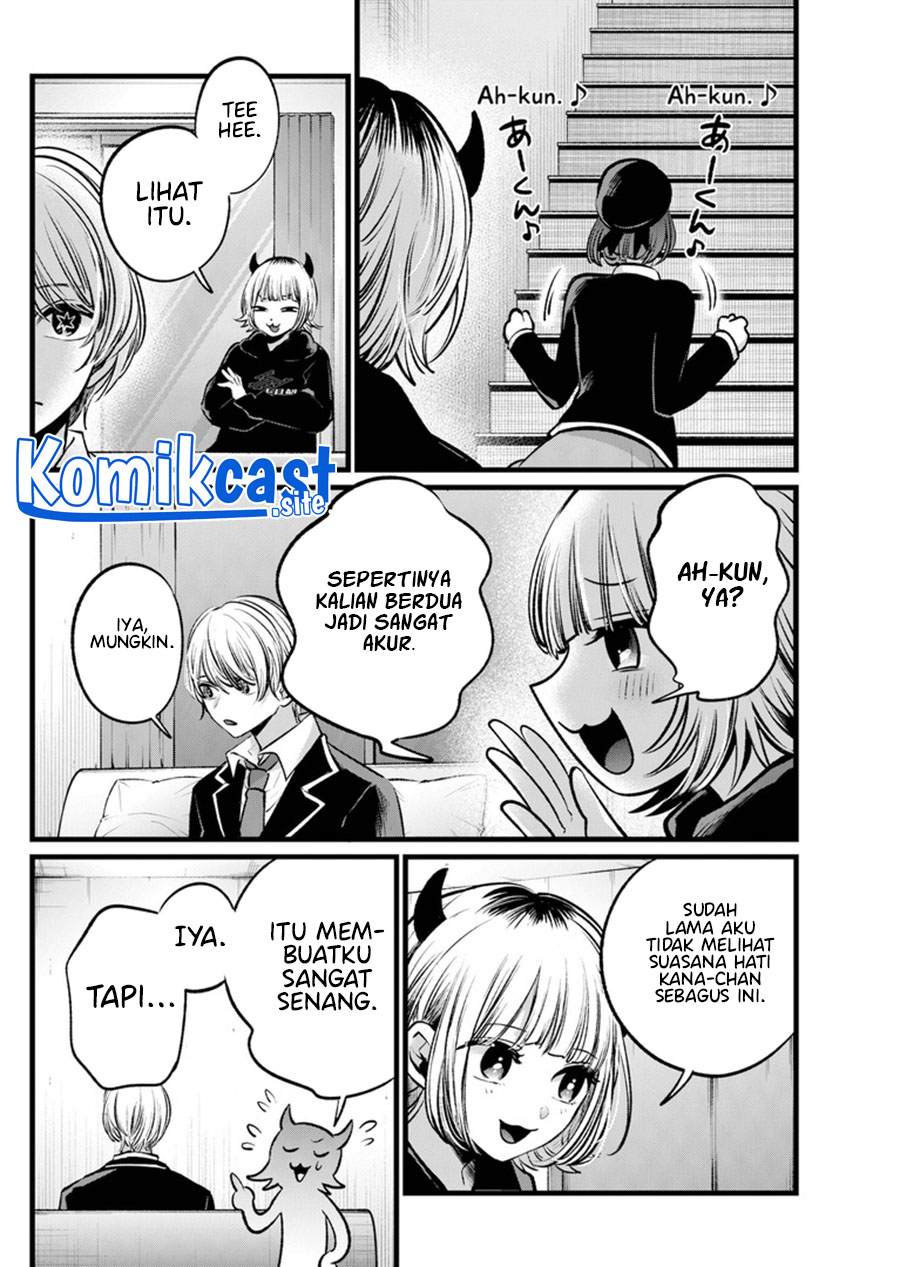 Ah-kun.♪
あーくん♪
Ah-kun.♪
あーくん♪
TEE
HEE.
LIHAT
ITU.
Komikcast
.site
AH-KUN,
YA?
SEPERTINYA
KALIAN BERDUA
JADI SANGAT
AKUR.
IYA,
MUNGKIN.
SUDAH
LAMA AKU
TIDAK MELIHAT
SUASANA HATI
KANA-CHAN
SEBAGUS INI.
ITU MEM-
BUATKU
SANGAT
SENANG.
IYA.
TAPI...